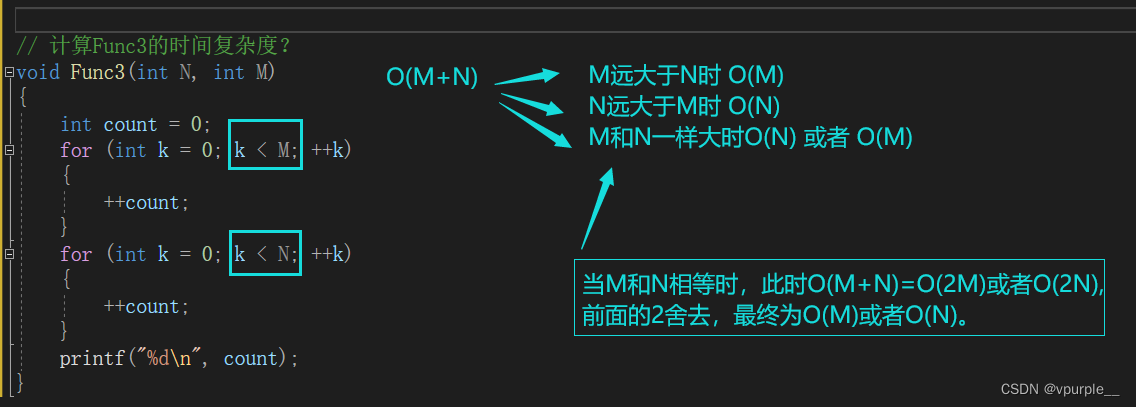 // 计算Func3的时间复杂度？
void Func3(int N, int M)
{
int count = 0;
for (int k = 0; k < M; ++k)
{
++count;
}
for (int k = 0; k < N; ++k)
{
++count;
}
printf("%d\n", count);
}
O(M+N)
M远大于N时 O(M)
N远大于M时 O(N)
M和N一样大时O(N) 或者 O(M)
当M和N相等时，此时O(M+N)=O(2M)或者O(2N),
前面的2舍去，最终为O(M)或者O(N)。
CSDN @vpurple__